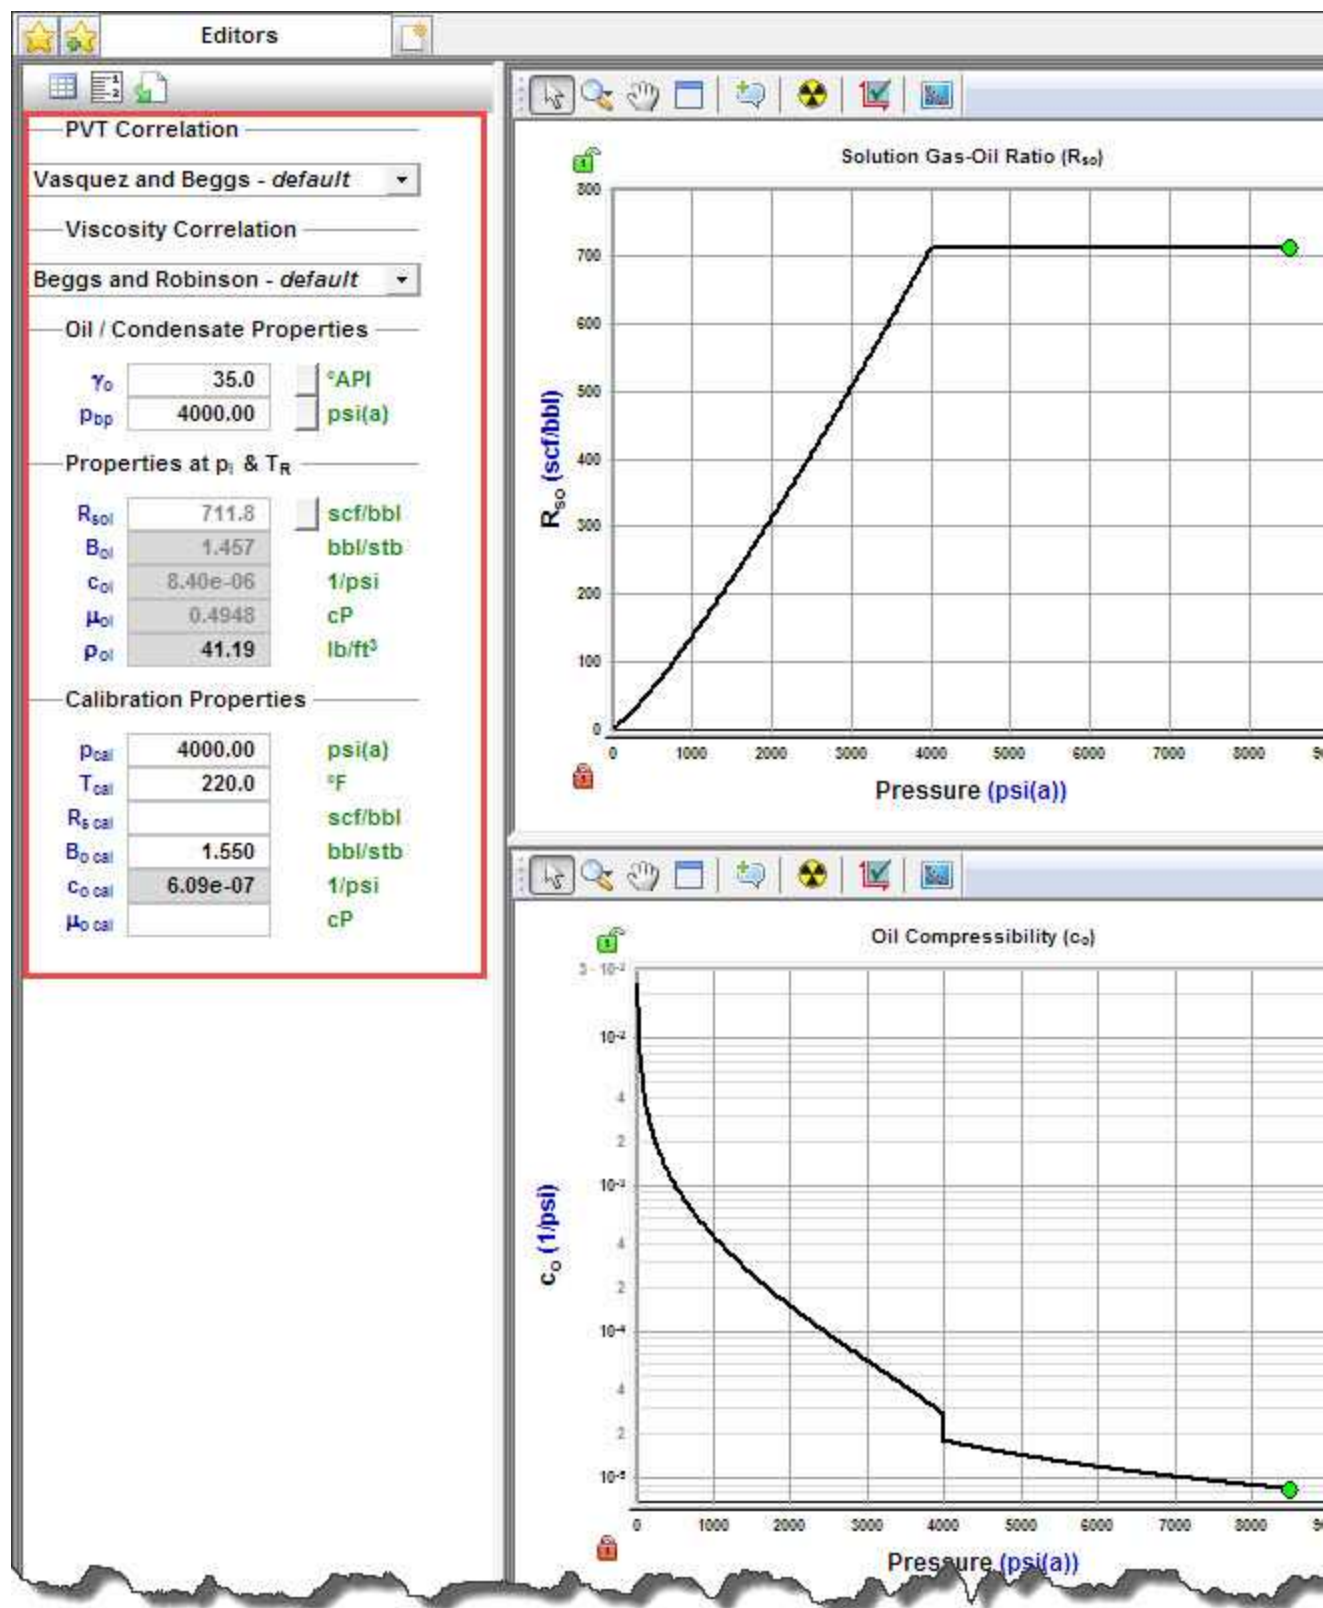 Editors
PVT Correlation
Vasquez and Beggs - default
Viscosity Correlation
Beggs and Robinson - default
Oil / Condensate Properties
γo 35.0 °API
pbp 4000.00 psi(a)
Properties at pi & TR
Rsoi 711.8 scf/bbl
Boi 1.457 bbl/stb
coi 8.40e-06 1/psi
μoi 0.4948 cP
ρoi 41.19 lb/ft³
Calibration Properties
pcal 4000.00 psi(a)
Tcal 220.0 °F
Rs cal scf/bbl
Bo cal 1.550 bbl/stb
co cal 6.09e-07 1/psi
μo cal cP
Solution Gas-Oil Ratio (Rso)
800
700
600
500
400
300
200
100
0
Rso (scf/bbl)
0 1000 2000 3000 4000 5000 6000 7000 8000
Pressure (psi(a))
Oil Compressibility (co)
3 · 10-2
10-2
4
2
10-3
4
2
10-4
4
2
10-5
co (1/psi)
0 1000 2000 3000 4000 5000 6000 7000 8000
Pressure (psi(a))